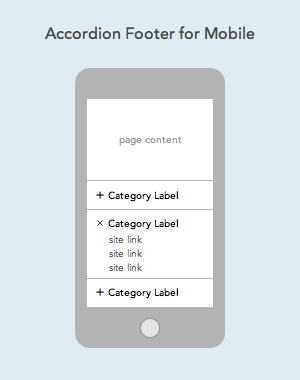 Accordion Footer for Mobile
page content
+ Category Label
× Category Label
site link
site link
site link
+ Category Label